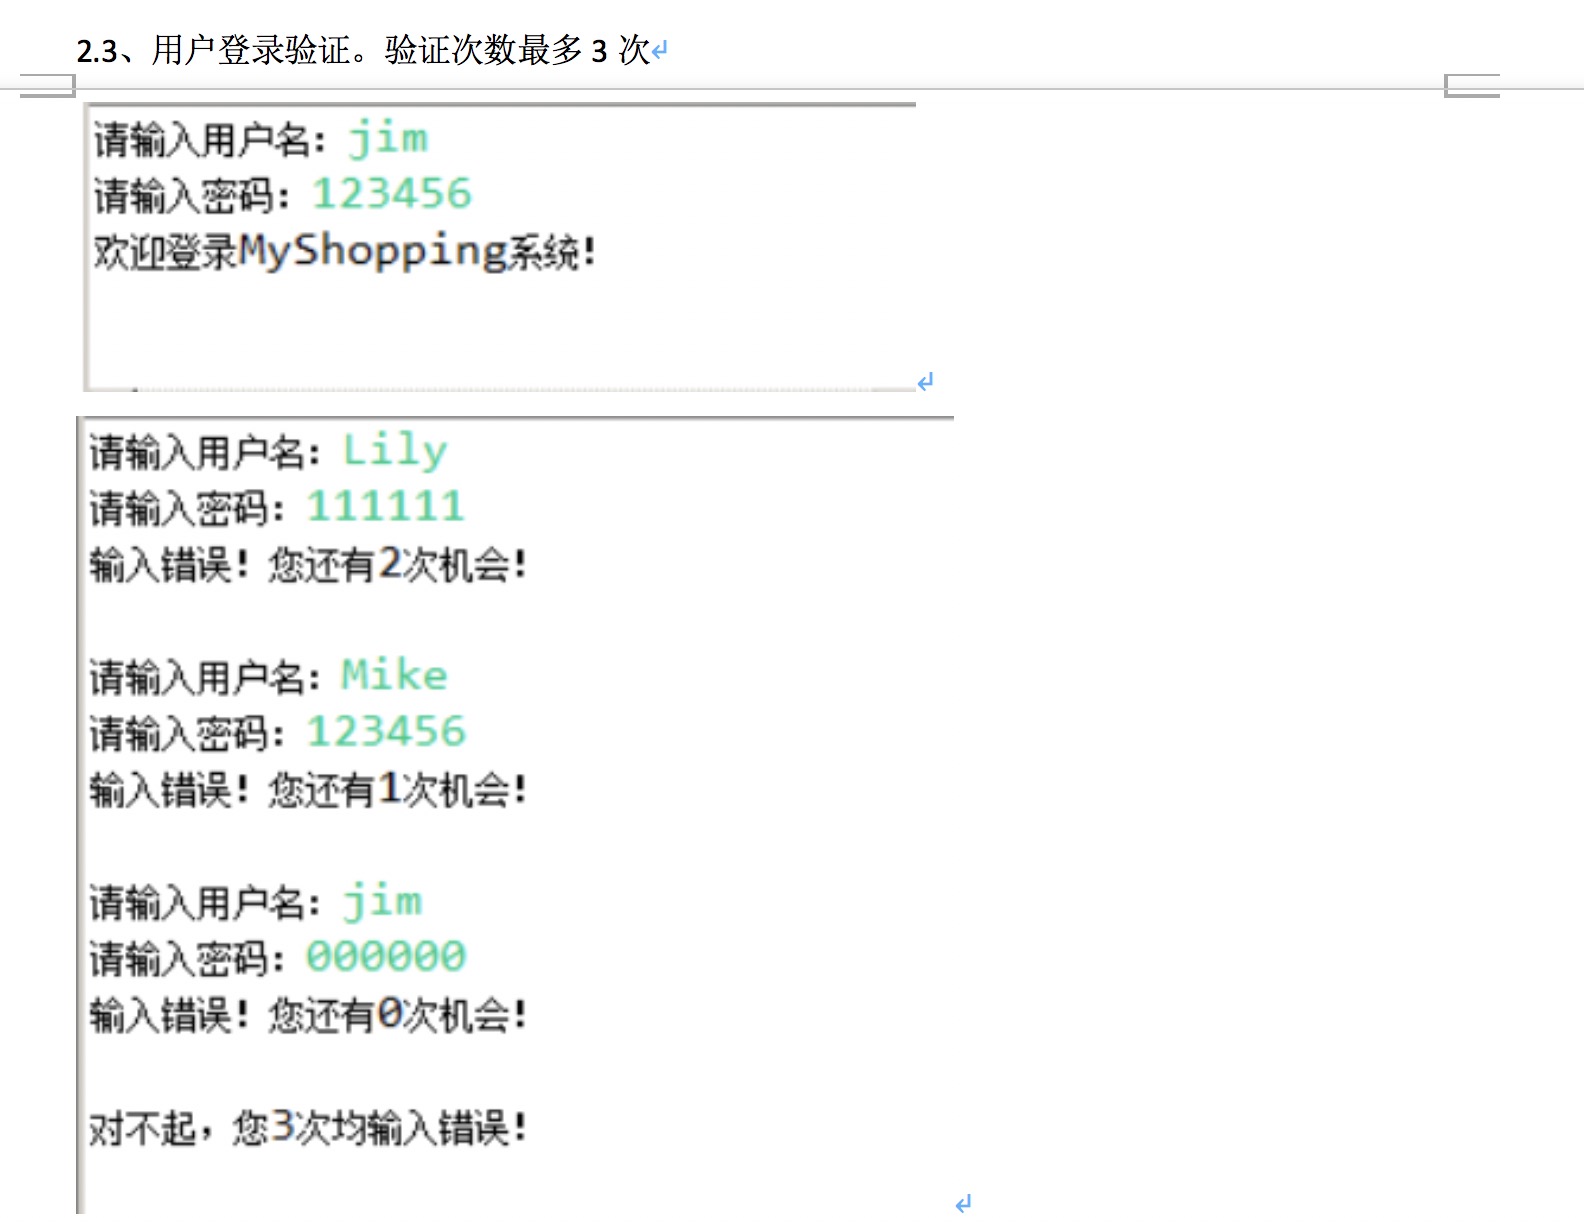 2.3、用户登录验证。验证次数最多 3 次
请输入用户名：jim
请输入密码：123456
欢迎登录MyShopping系统！
请输入用户名：Lily
请输入密码：111111
输入错误！您还有2次机会！
请输入用户名：Mike
请输入密码：123456
输入错误！您还有1次机会！
请输入用户名：jim
请输入密码：000000
输入错误！您还有0次机会！
对不起，您3次均输入错误！